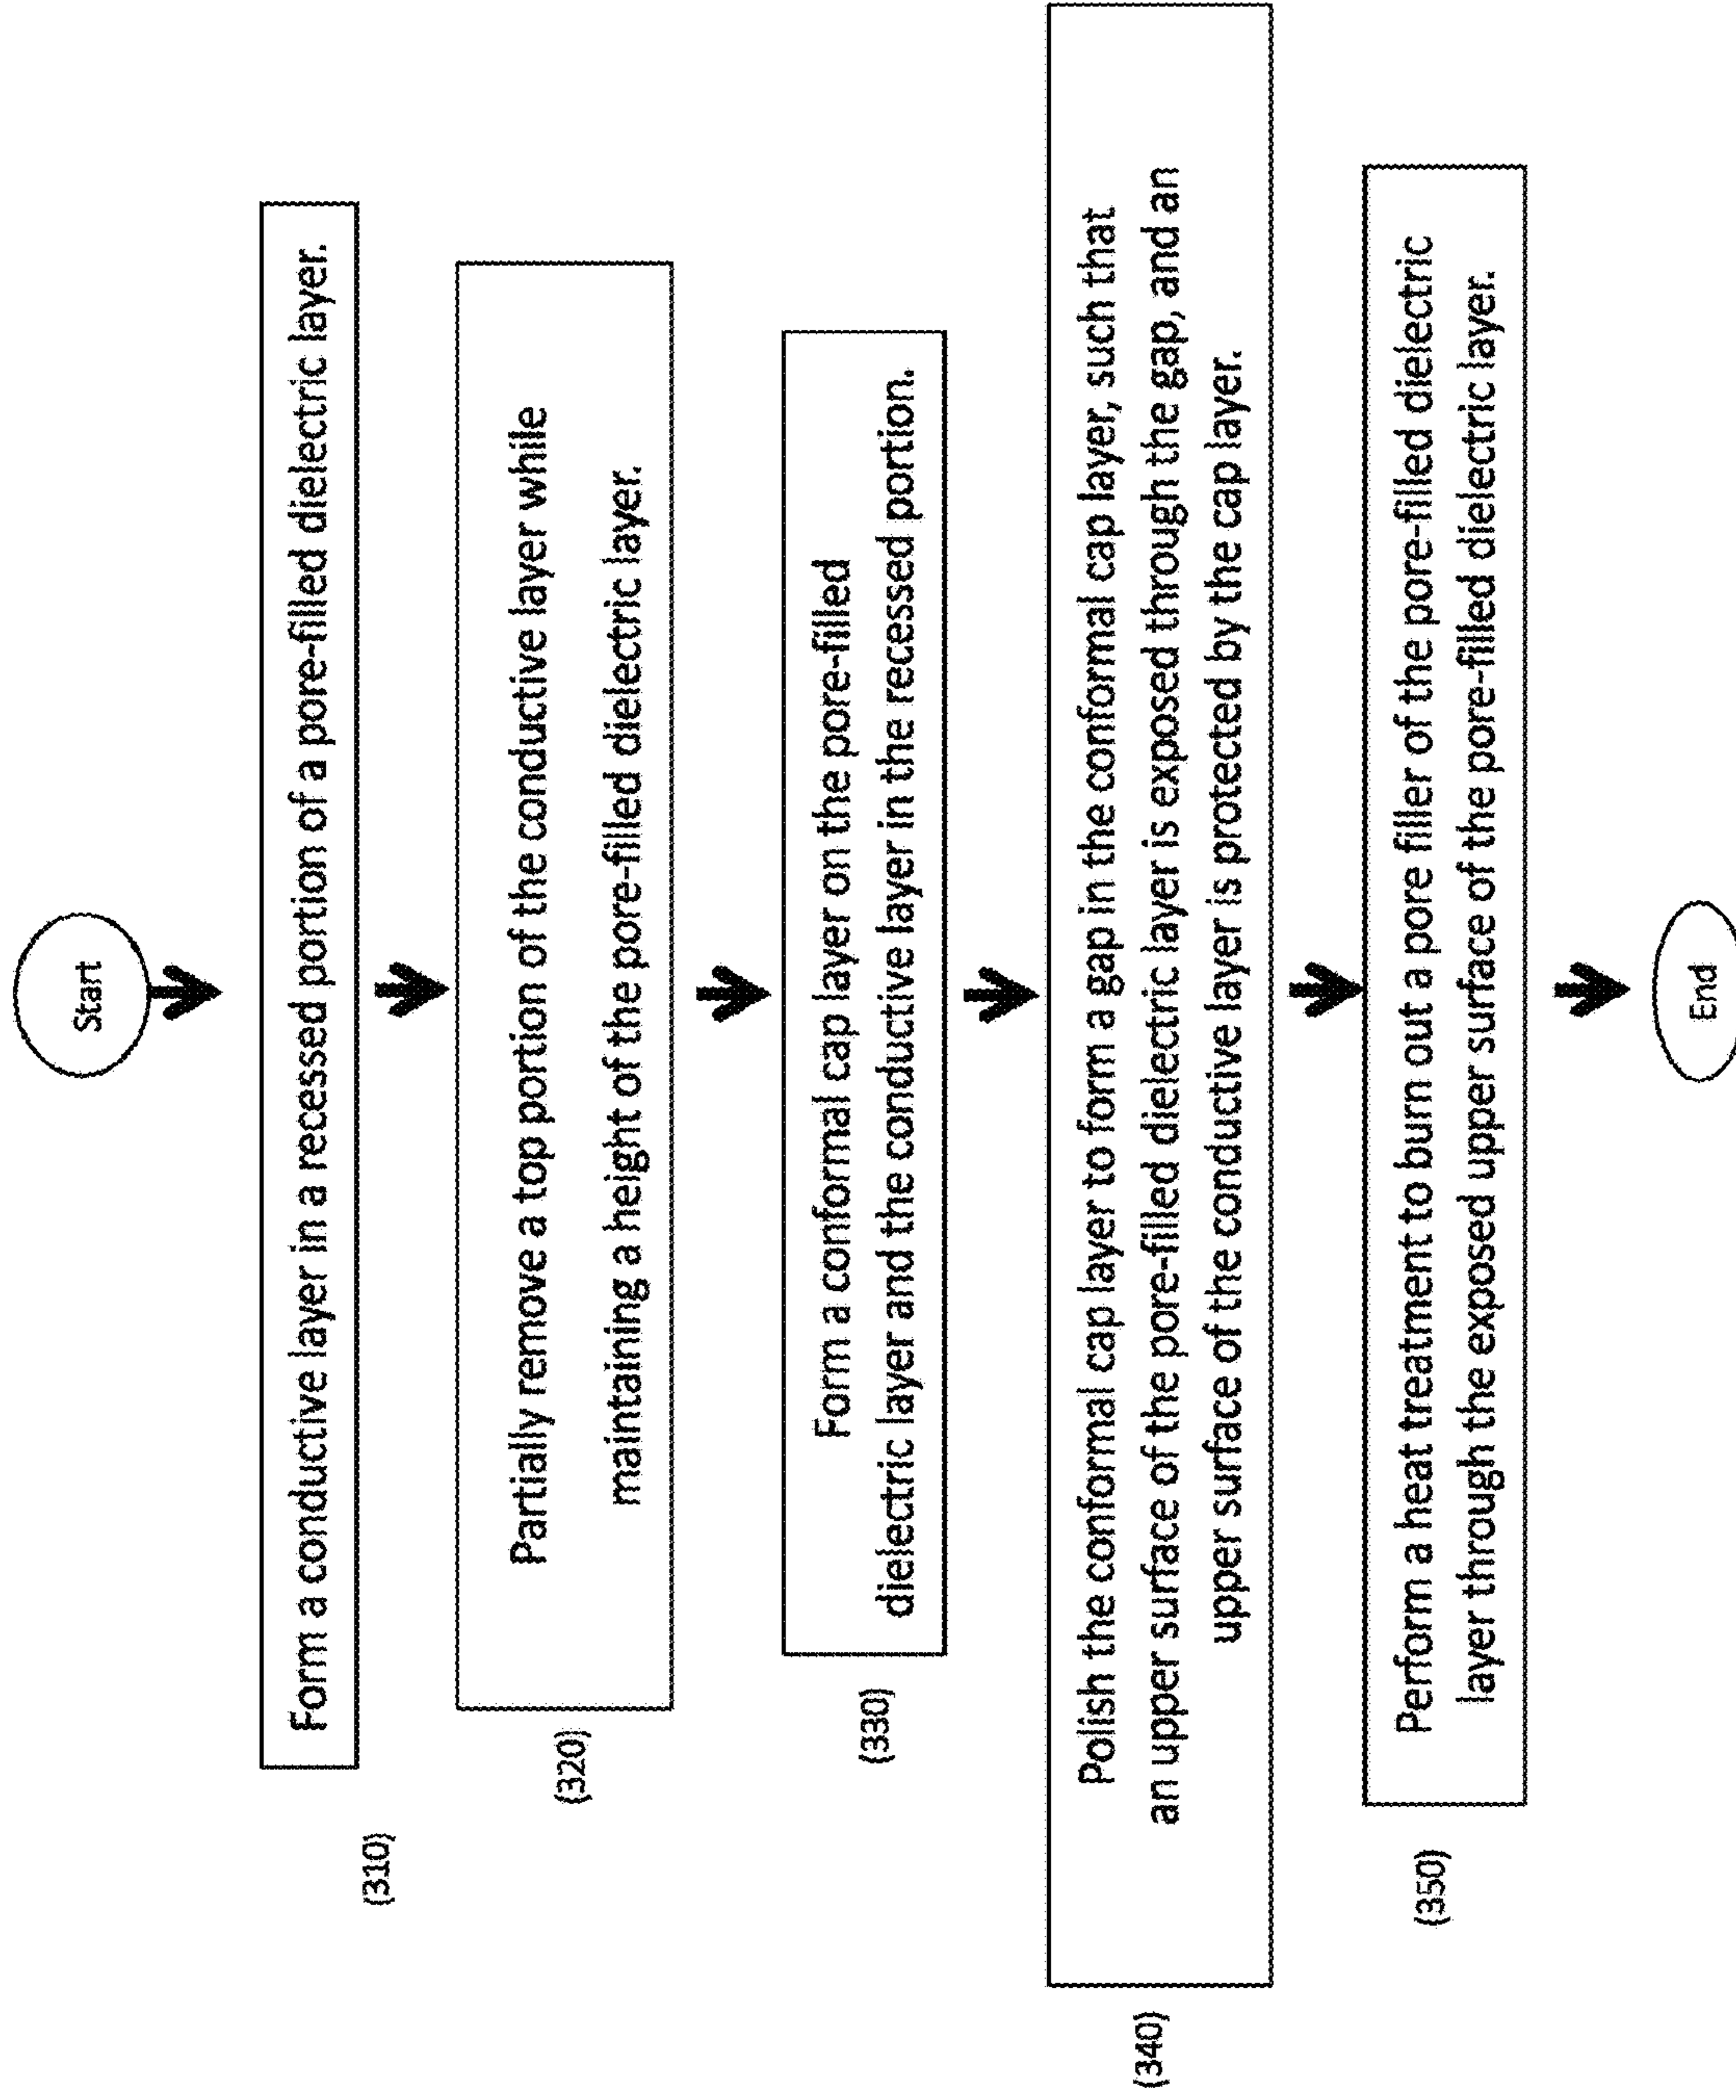 Start
Form a conductive layer in a recessed portion of a pore-filled dielectric layer.
(310)
Partially remove a top portion of the conductive layer while
maintaining a height of the pore-filled dielectric layer.
(320)
Form a conformal cap layer on the pore-filled
dielectric layer and the conductive layer in the recessed portion.
(330)
Polish the conformal cap layer to form a gap in the conformal cap layer, such that
an upper surface of the pore-filled dielectric layer is exposed through the gap, and an
upper surface of the conductive layer is protected by the cap layer.
(340)
Perform a heat treatment to burn out a pore filler of the pore-filled dielectric
layer through the exposed upper surface of the pore-filled dielectric layer.
(350)
End